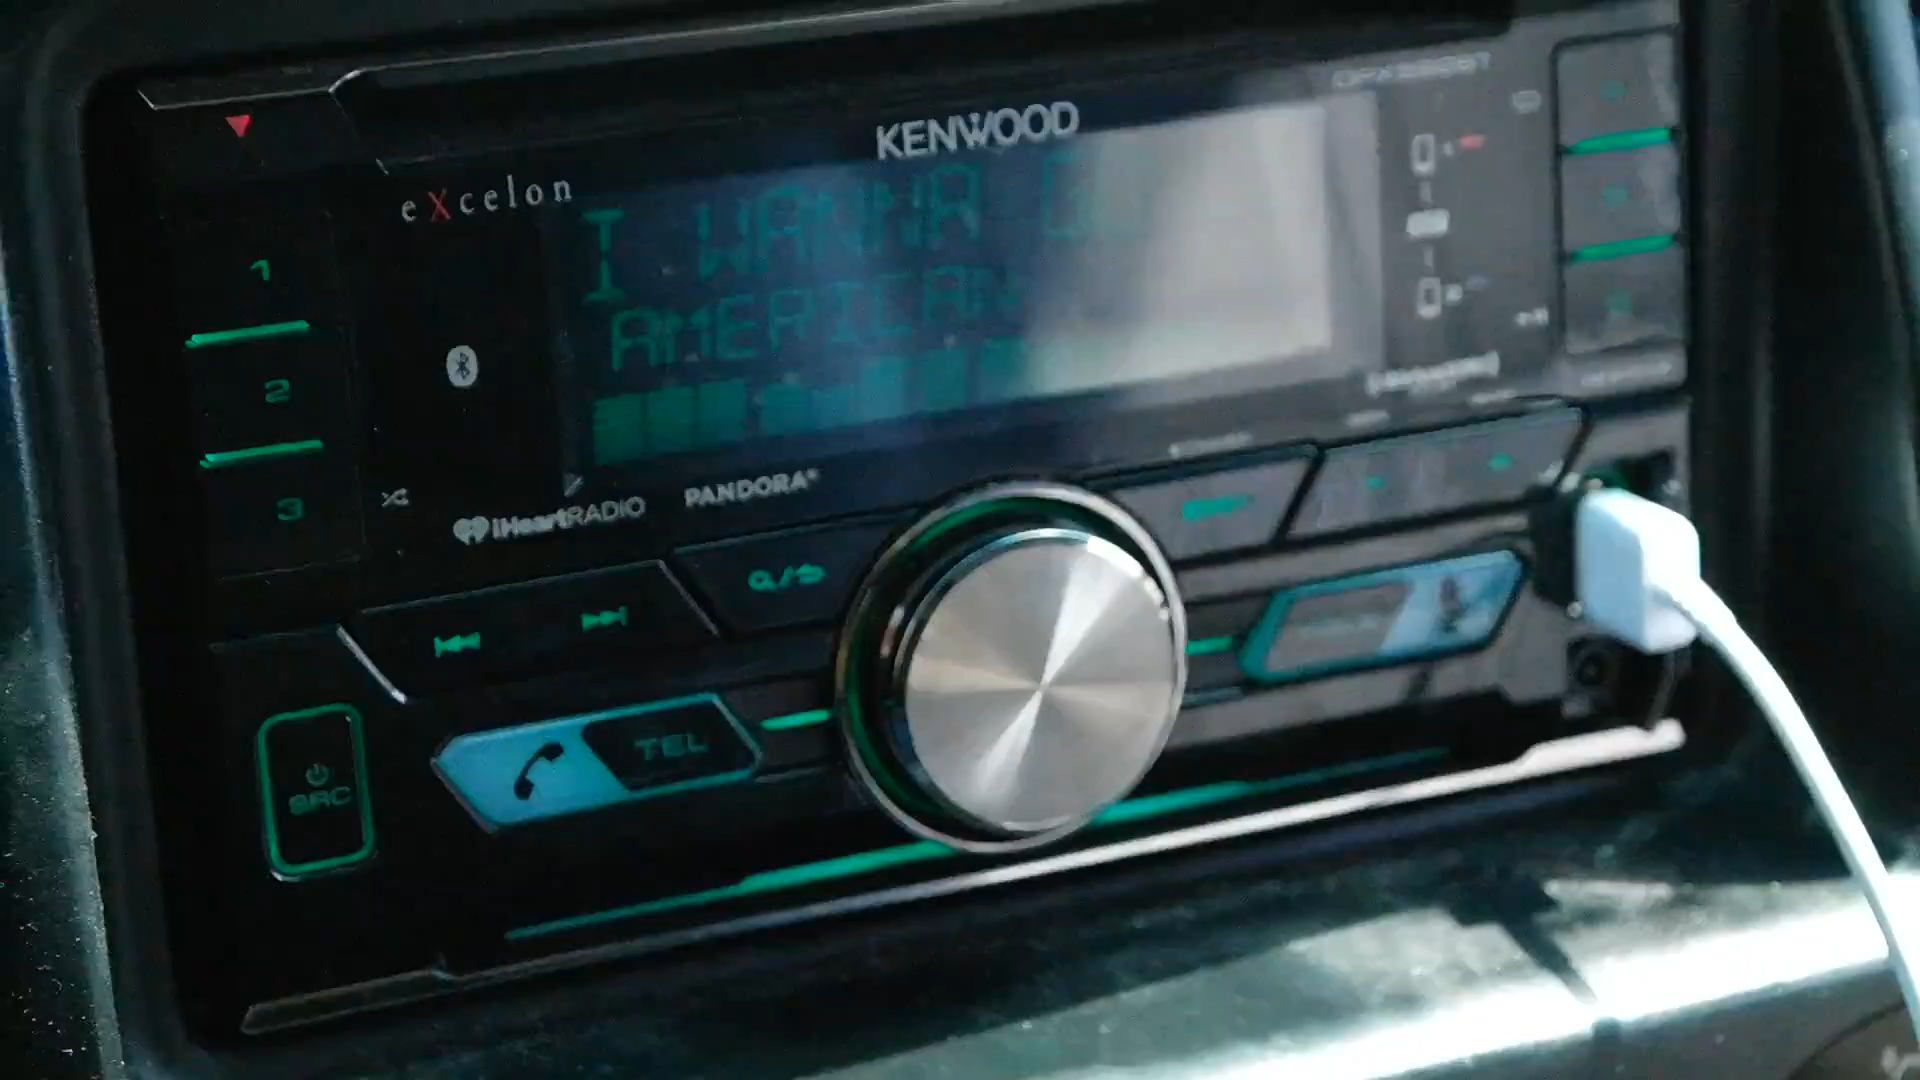 KENWOOD
eXcelon
I WANNA
AMERICAN
1
2
3
iHeartRADIO
PANDORA
TEL
SRC